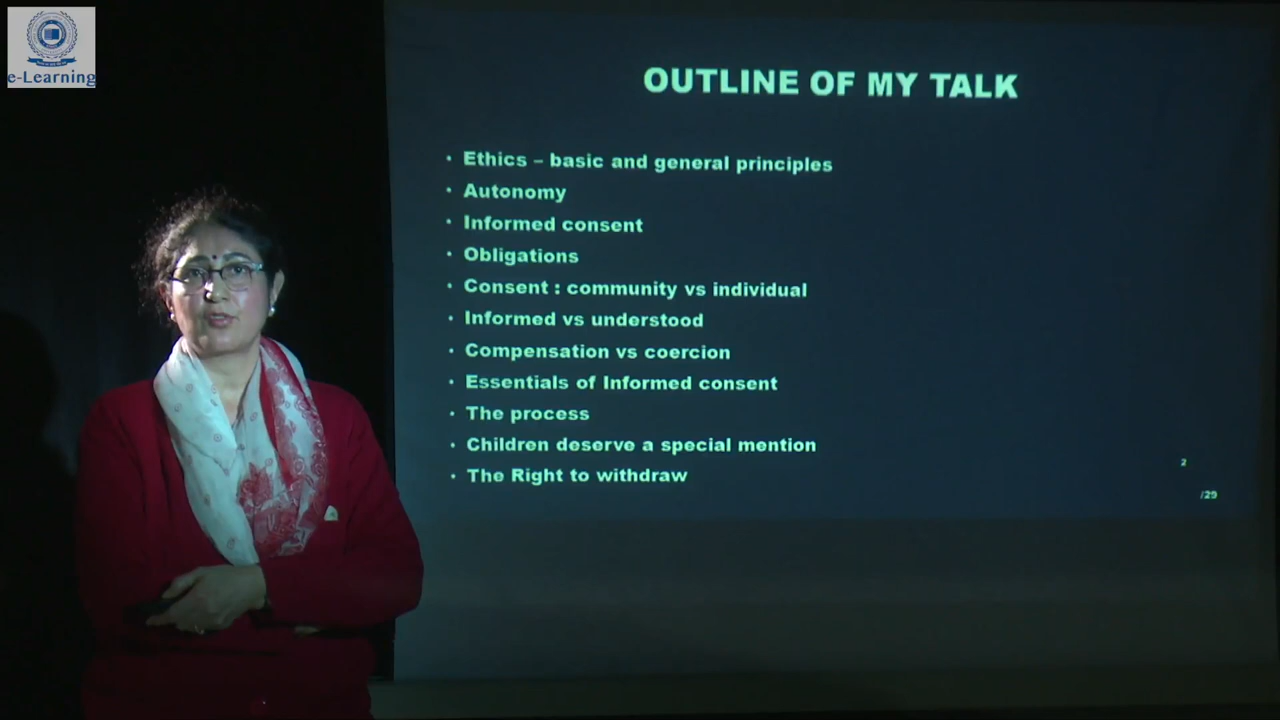 e-Learning
OUTLINE OF MY TALK
• Ethics – basic and general principles
• Autonomy
• Informed consent
• Obligations
• Consent : community vs individual
• Informed vs understood
• Compensation vs coercion
• Essentials of Informed consent
• The process
• Children deserve a special mention
• The Right to withdraw
2
/29